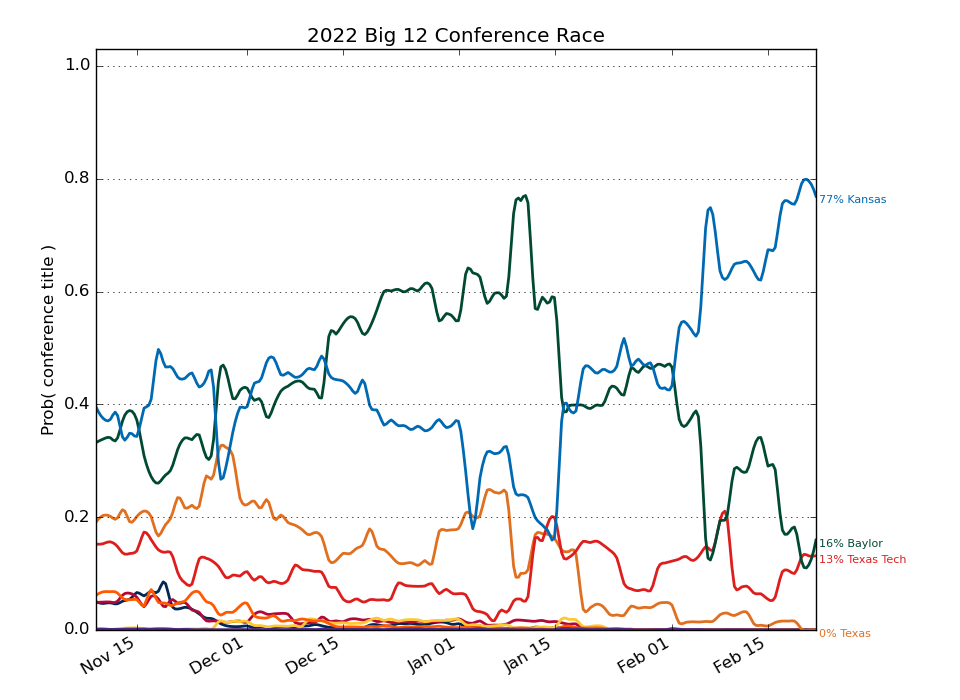 2022 Big 12 Conference Race
1.0
0.8
0.6
0.4
0.2
0.0
Prob( conference title )
77% Kansas
16% Baylor
13% Texas Tech
0% Texas
Nov 15
Dec 01
Dec 15
Jan 01
Jan 15
Feb 01
Feb 15